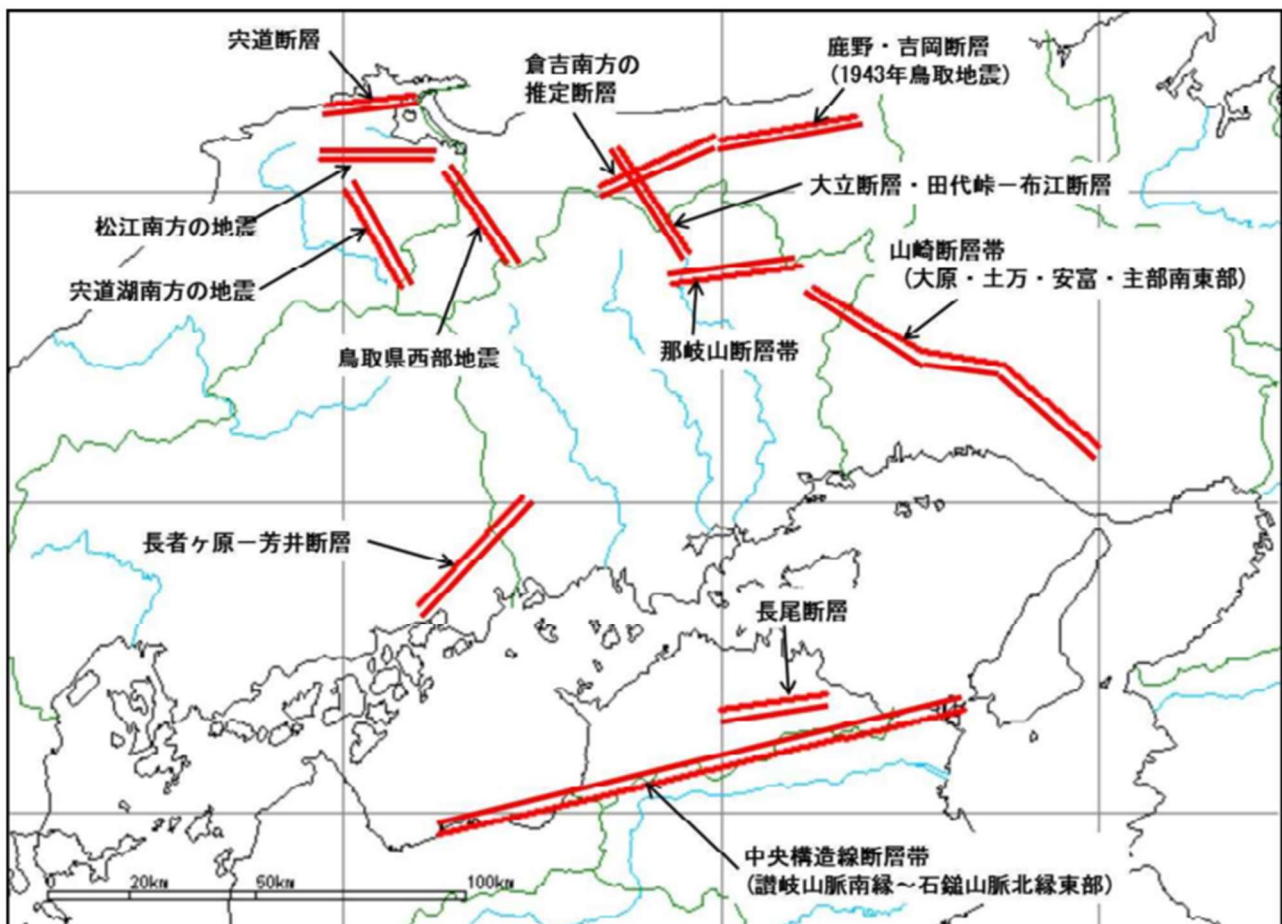 宍道断層
倉吉南方の
推定断層
鹿野・吉岡断層
(1943年鳥取地震)
大立断層・田代峠－布江断層
松江南方の地震
山崎断層帯
(大原・土万・安富・主部南東部)
宍道湖南方の地震
鳥取県西部地震
那岐山断層帯
長者ヶ原－芳井断層
長尾断層
中央構造線断層帯
(讃岐山脈南縁～石鎚山脈北縁東部)
0 20km 50km 100km